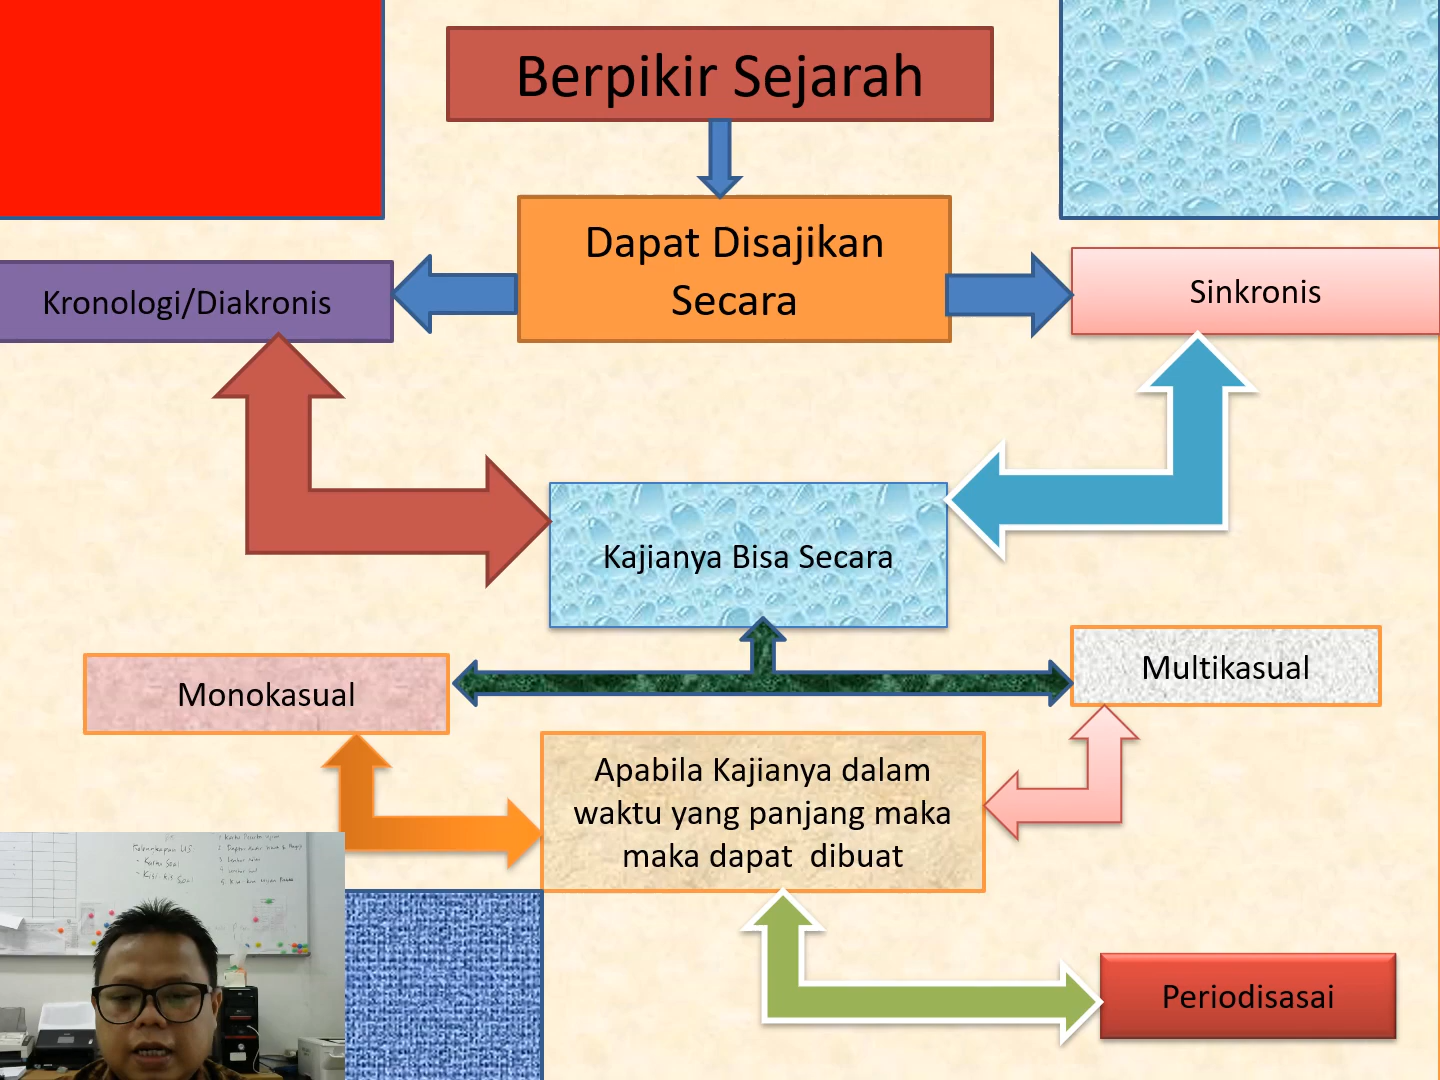 Berpikir Sejarah
Dapat Disajikan
Secara
Kronologi/Diakronis
Sinkronis
Kajianya Bisa Secara
Monokasual
Multikasual
Apabila Kajianya dalam
waktu yang panjang maka
maka dapat dibuat
Periodisasai